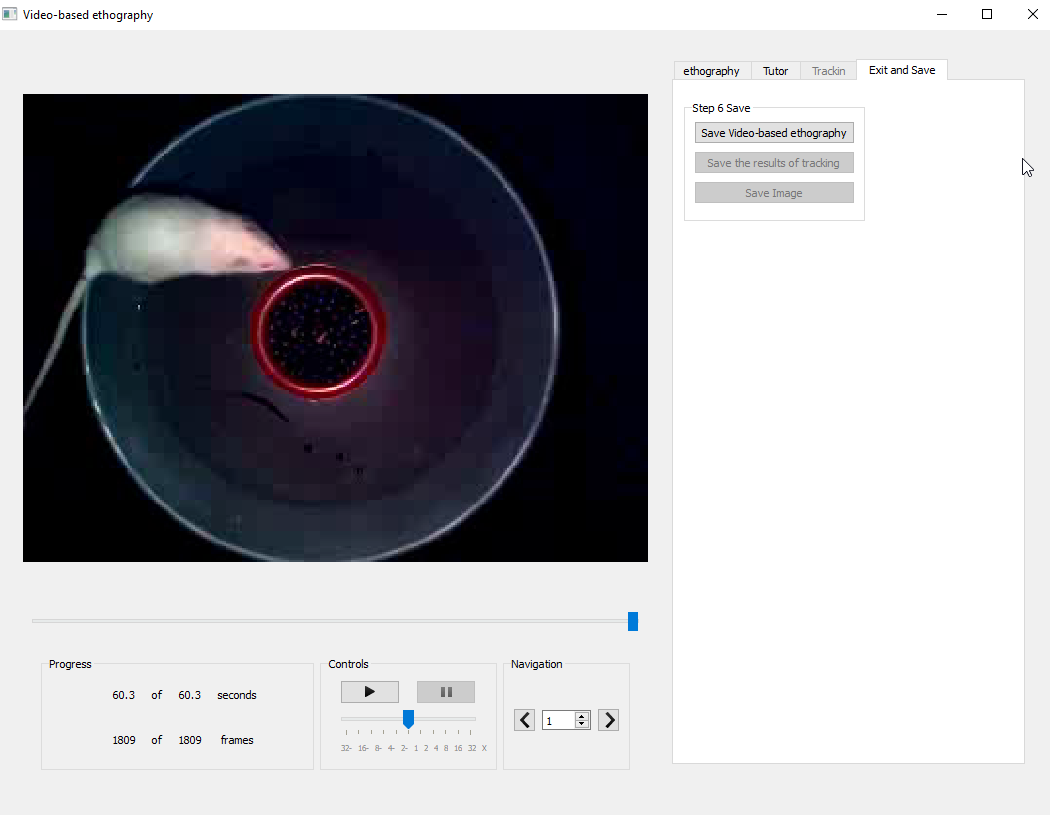 Video-based ethography
ethography Tutor Trackin Exit and Save
Step 6 Save
Save Video-based ethography
Save the results of tracking
Save Image
Progress
60.3 of 60.3 seconds
1809 of 1809 frames
Controls
32- 16- 8- 4- 2- 1 2 4 8 16 32 X
Navigation
1